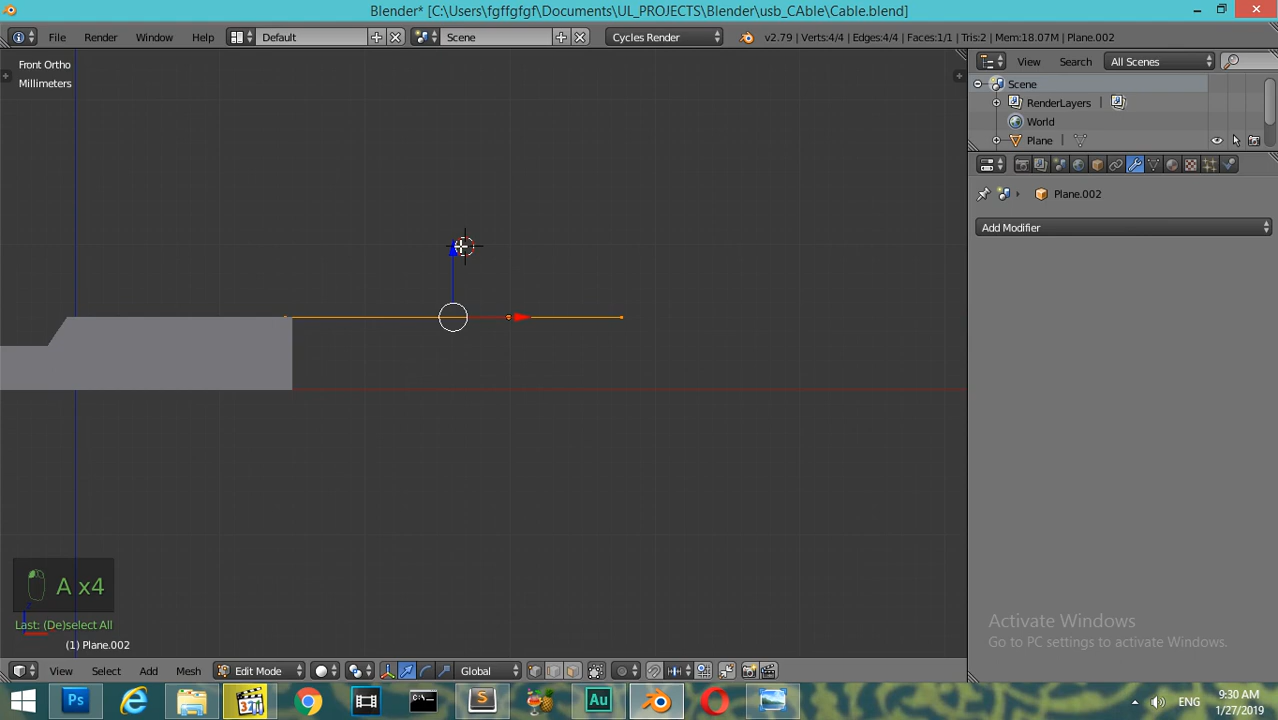 Blender* [C:\Users\fgffgfgf\Documents\UL_PROJECTS\Blender\usb_CAble\Cable.blend]
File Render Window Help Default Scene Cycles Render v2.79 | Verts:4/4 | Edges:4/4 | Faces:1/1 | Tris:2 | Mem:18.07M | Plane.002
Front Ortho
Millimeters
View Search All Scenes
Scene
RenderLayers
World
Plane
Plane.002
Add Modifier
A x4
Last: (De)select All
(1) Plane.002
Activate Windows
Go to PC settings to activate Windows.
View Select Add Mesh Edit Mode Global
Ps
321
S
Au
ENG
9:30 AM
1/27/2019